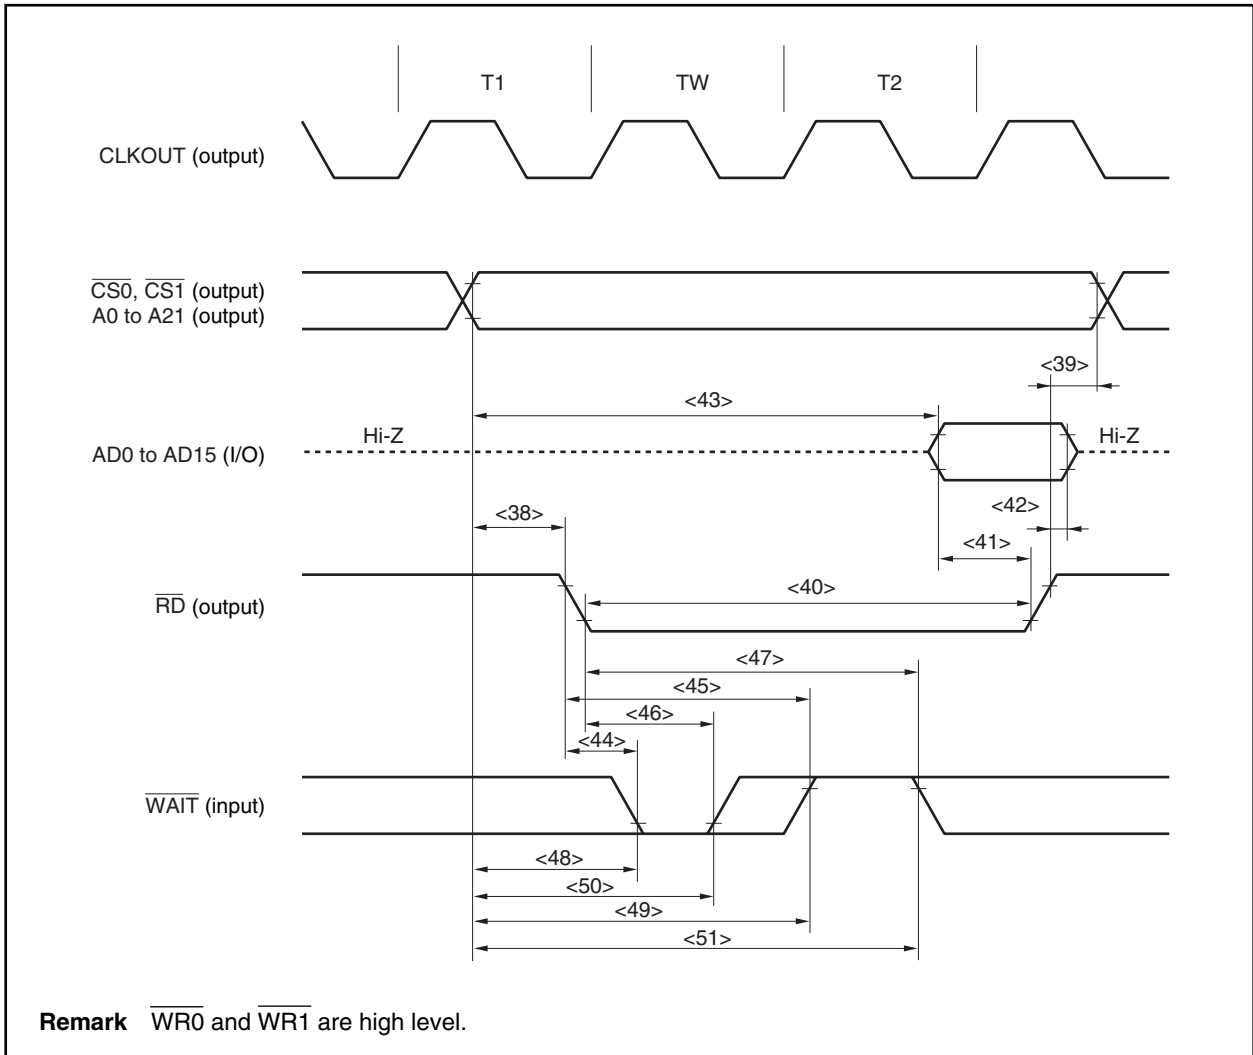 T1 TW T2
CLKOUT (output)
CS0, CS1 (output)
A0 to A21 (output)
<39>
<43>
Hi-Z Hi-Z
AD0 to AD15 (I/O)
<42>
<38>
<41>
<40>
RD (output)
<47>
<45>
<46>
<44>
WAIT (input)
<48>
<50>
<49>
<51>
Remark WR0 and WR1 are high level.